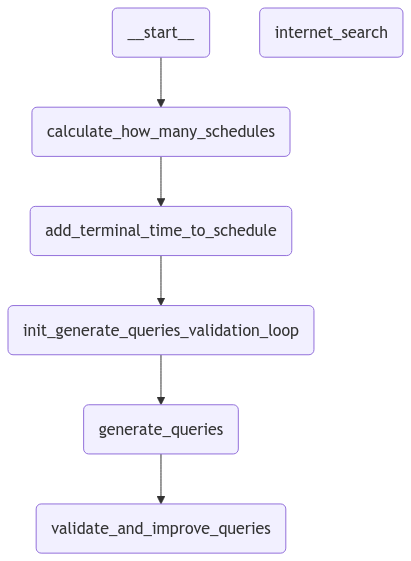 __start__
internet_search
calculate_how_many_schedules
add_terminal_time_to_schedule
init_generate_queries_validation_loop
generate_queries
validate_and_improve_queries